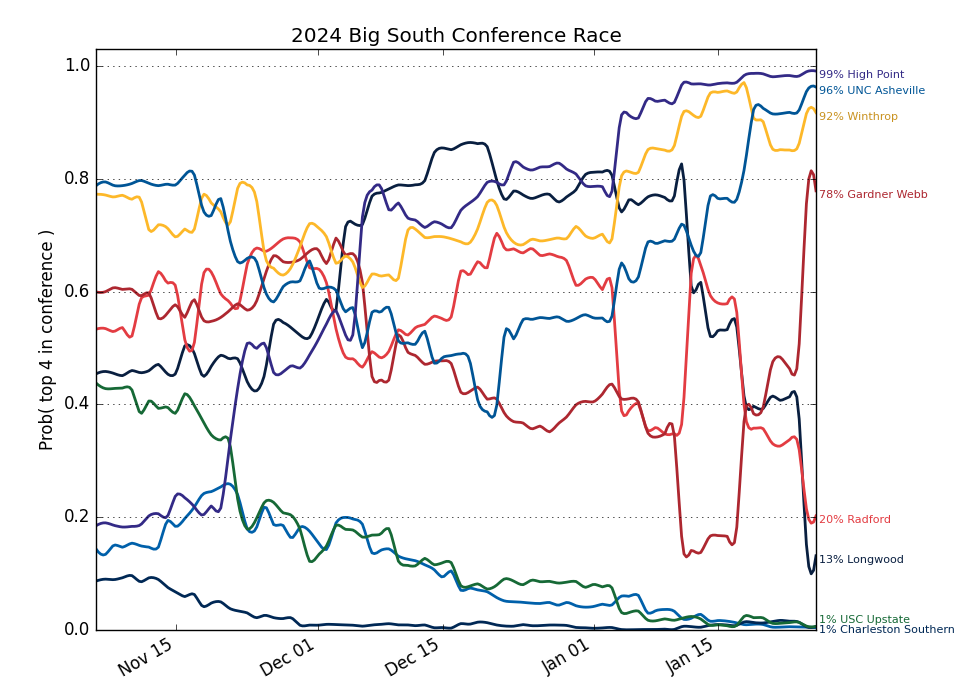 2024 Big South Conference Race
Prob( top 4 in conference )
1.0
0.8
0.6
0.4
0.2
0.0
Nov 15
Dec 01
Dec 15
Jan 01
Jan 15
99% High Point
96% UNC Asheville
92% Winthrop
78% Gardner Webb
20% Radford
13% Longwood
1% USC Upstate
1% Charleston Southern